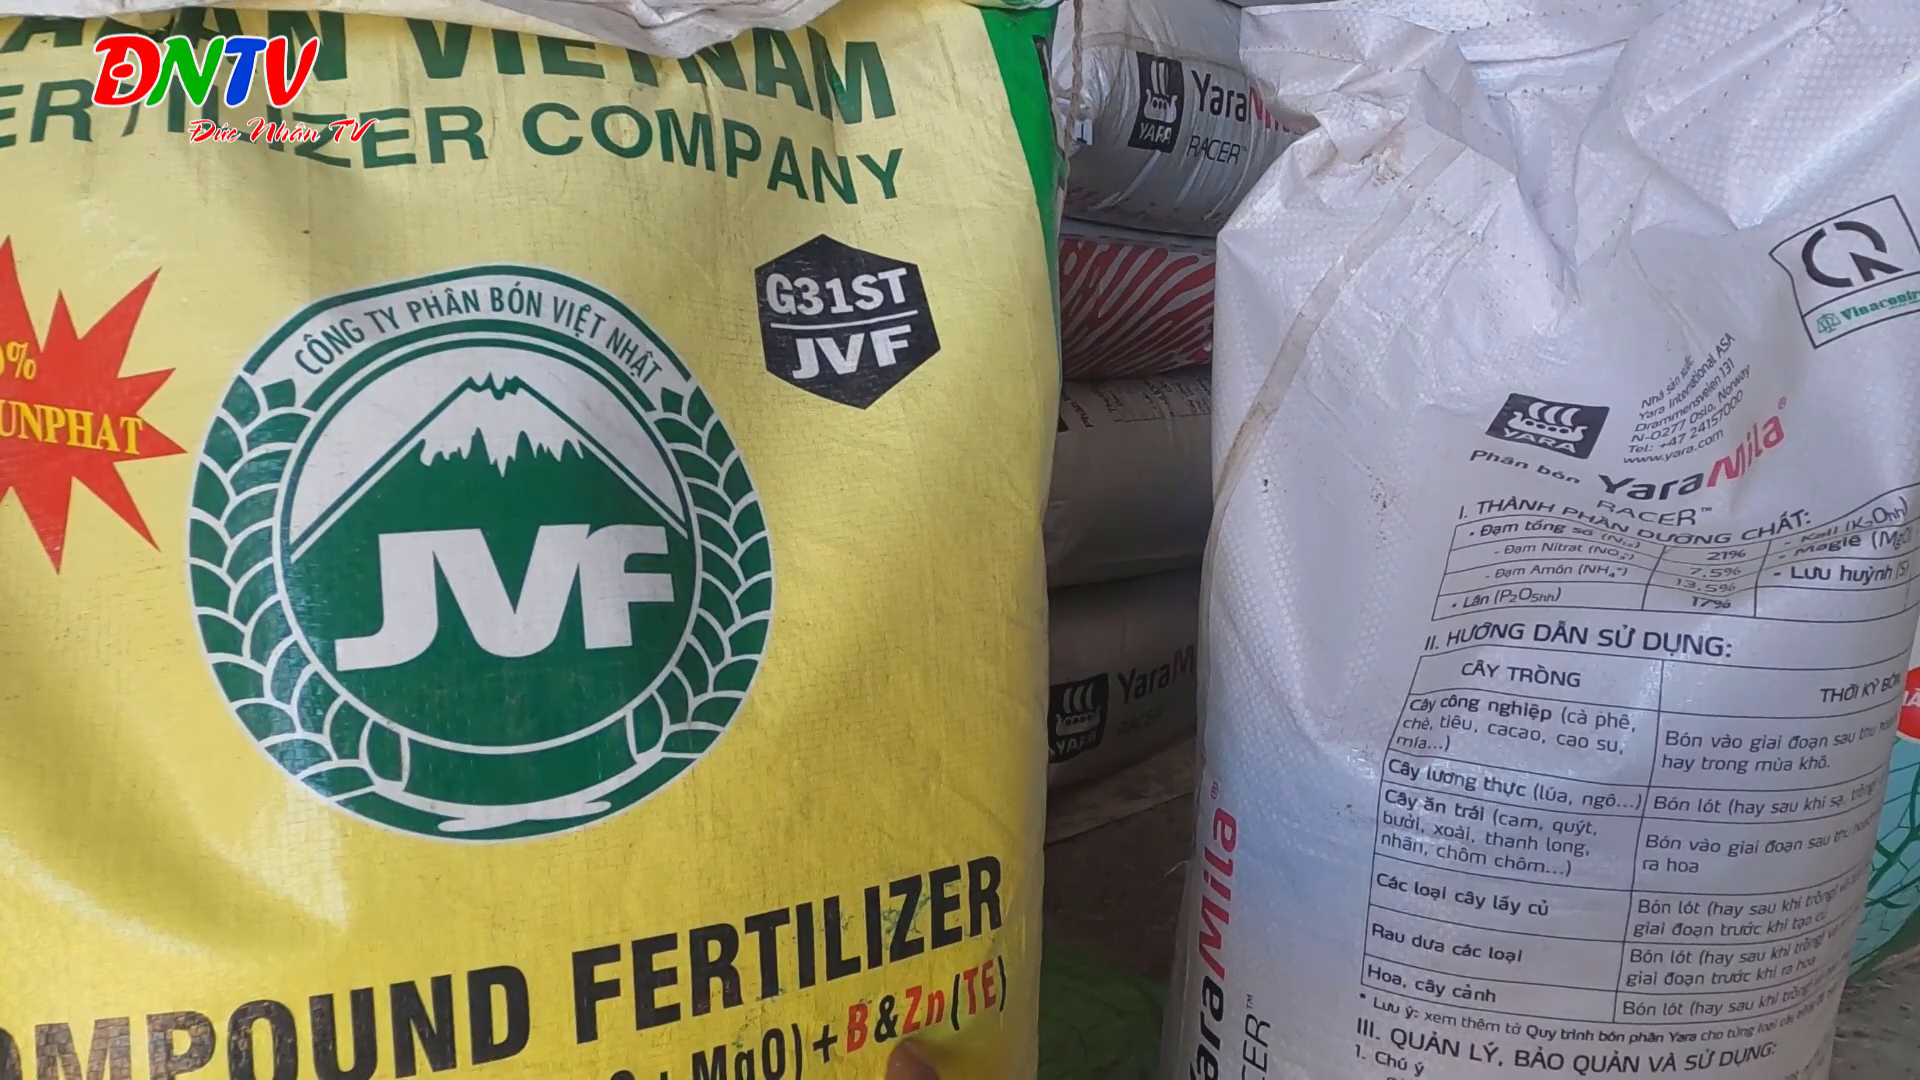 ĐNTV
Đức Nhân TV
VIETNAM
COMPANY
G31ST
JVF
CÔNG TY PHÂN BÓN VIỆT NHẬT
JVF
UNPHAT
FERTILIZER
MgO) + B & Zn (TE)
YARA
YaraMila
RACER™
YARA
YaraM
RACER
CR
YARA
Nhà sản xuất:
Yara International ASA
Drammensveien 131
N-0277 Oslo, Norway
Tel: +47 24157000
www.yara.com
Phân bón YaraMila®
RACER™
I. THÀNH PHẦN DƯỠNG CHẤT:
• Đạm tổng số 21% - Kali (K2Ohh)
- Đạm Nitrat (NO3-) 7.5% - Magiê (MgO)
- Đạm Amôn (NH4-) 13.5% - Lưu huỳnh (S)
• Lân (P2O5hh) 17%
II. HƯỚNG DẪN SỬ DỤNG:
CÂY TRỒNG THỜI KỲ BÓN
Cây công nghiệp (cà phê,
chè, tiêu, cacao, cao su,
mía...)
Bón vào giai đoạn sau thu
hay trong mùa khô.
Cây lương thực (lúa, ngô...) Bón lót (hay sau khi sạ, trồng
Cây ăn trái (cam, quýt,
bưởi, xoài, thanh long,
nhãn, chôm chôm...)
Bón vào giai đoạn sau thu hoạch
ra hoa
Các loại cây lấy củ
Bón lót (hay sau khi trồng)
giai đoạn trước khi tạo củ
Rau dưa các loại
Bón lót (hay sau khi trồng)
giai đoạn trước khi ra hoa
Hoa, cây cảnh Bón lót (hay sau khi trồng)
* Lưu ý: xem thêm tờ Quy trình bón phân Yara cho từng loại cây
III. QUẢN LÝ, BẢO QUẢN VÀ SỬ DỤNG:
1. Chú ý
YaraMila®
RACER™